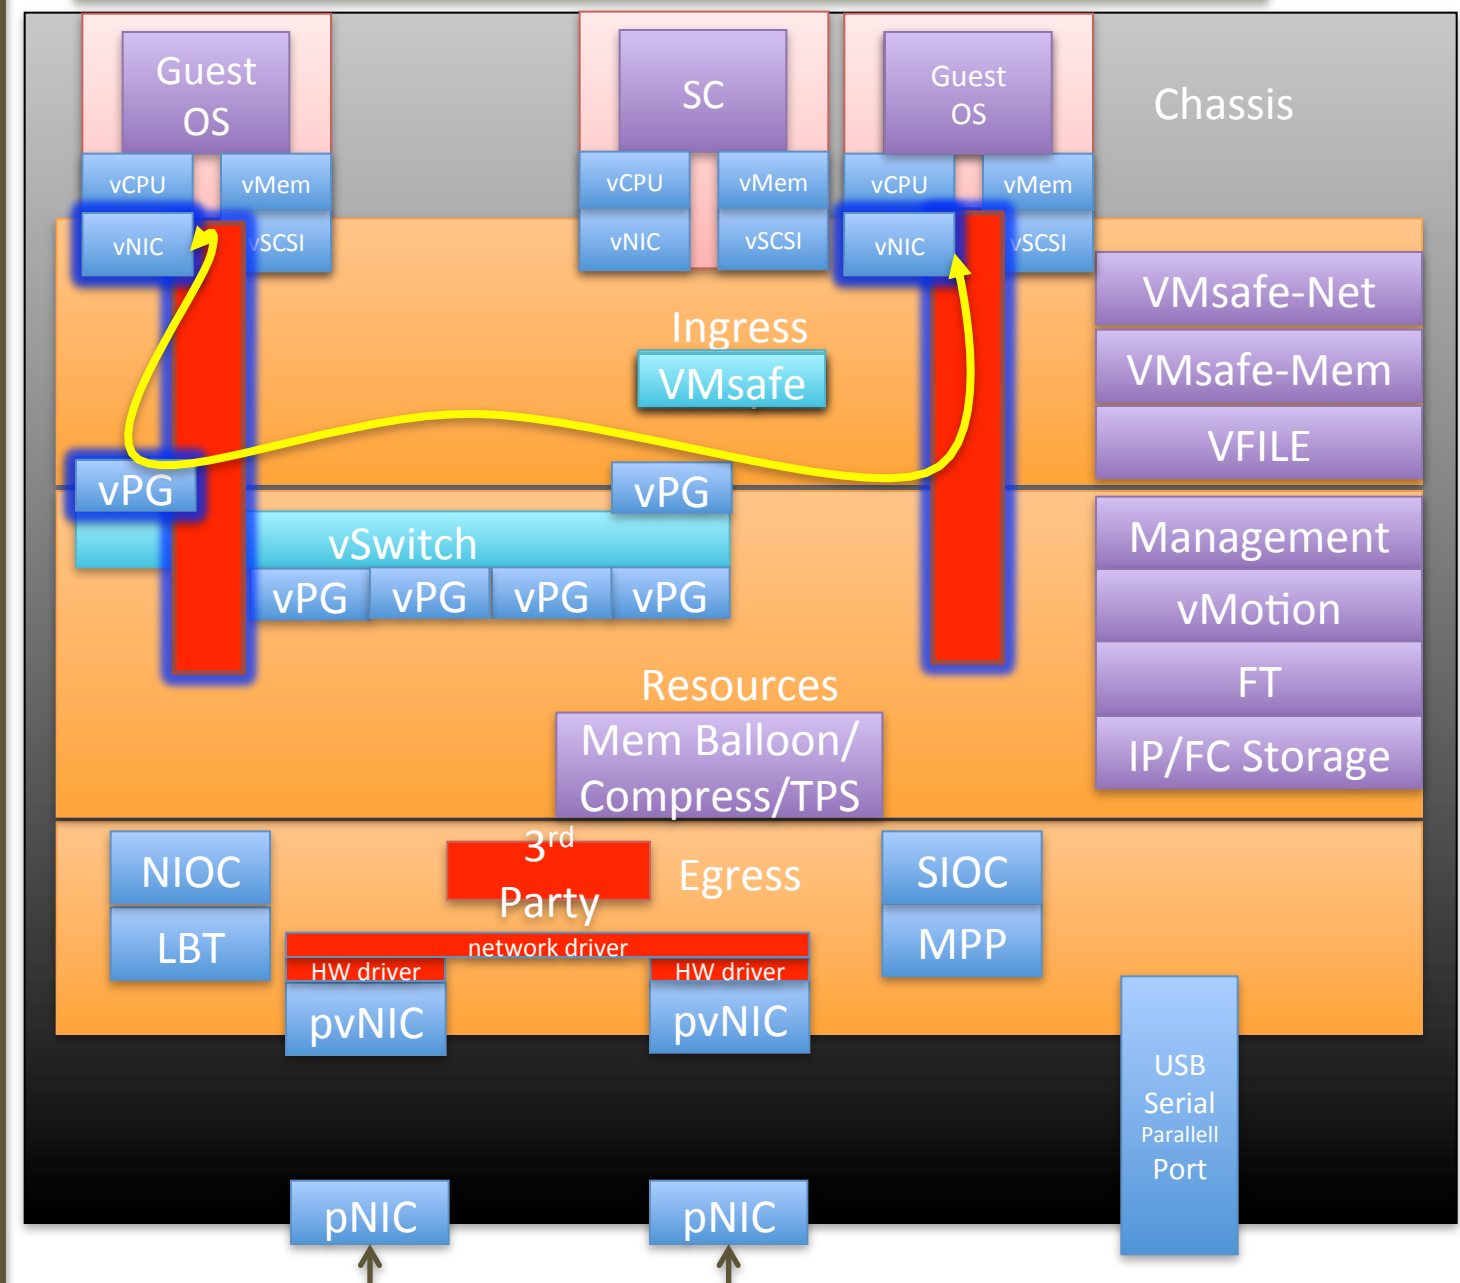 Guest
OS
SC
Guest
OS
Chassis
vCPU
vMem
vCPU
vMem
vCPU
vMem
vNIC
vSCSI
vNIC
vSCSI
vNIC
vSCSI
VMsafe-Net
Ingress
VMsafe
VMsafe-Mem
VFILE
vPG
vPG
vSwitch
Management
vPG
vPG
vPG
vPG
vMotion
Resources
FT
Mem Balloon/
Compress/TPS
IP/FC Storage
NIOC
3rd
Party
Egress
SIOC
LBT
MPP
network driver
HW driver
HW driver
pvNIC
pvNIC
USB
Serial
Parallell
Port
pNIC
pNIC